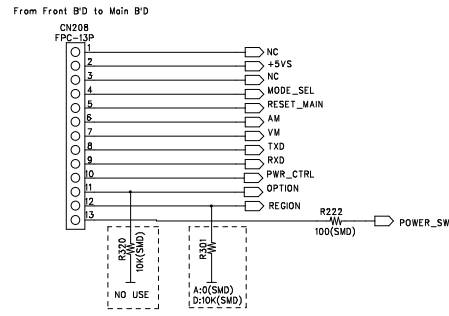 From Front B'D to Main B'D
CN208
FPC-13P
1 NC
2 +5VS
3 NC
4 MODE_SEL
5 RESET_MAIN
6 AM
7 VM
8 TXD
9 RXD
10 PWR_CTRL
11 OPTION
12 REGION
13
R222
100(SMD)
POWER_SW
R320
10K(SMD)
NO USE
R301
A:0(SMD)
D:10K(SMD)